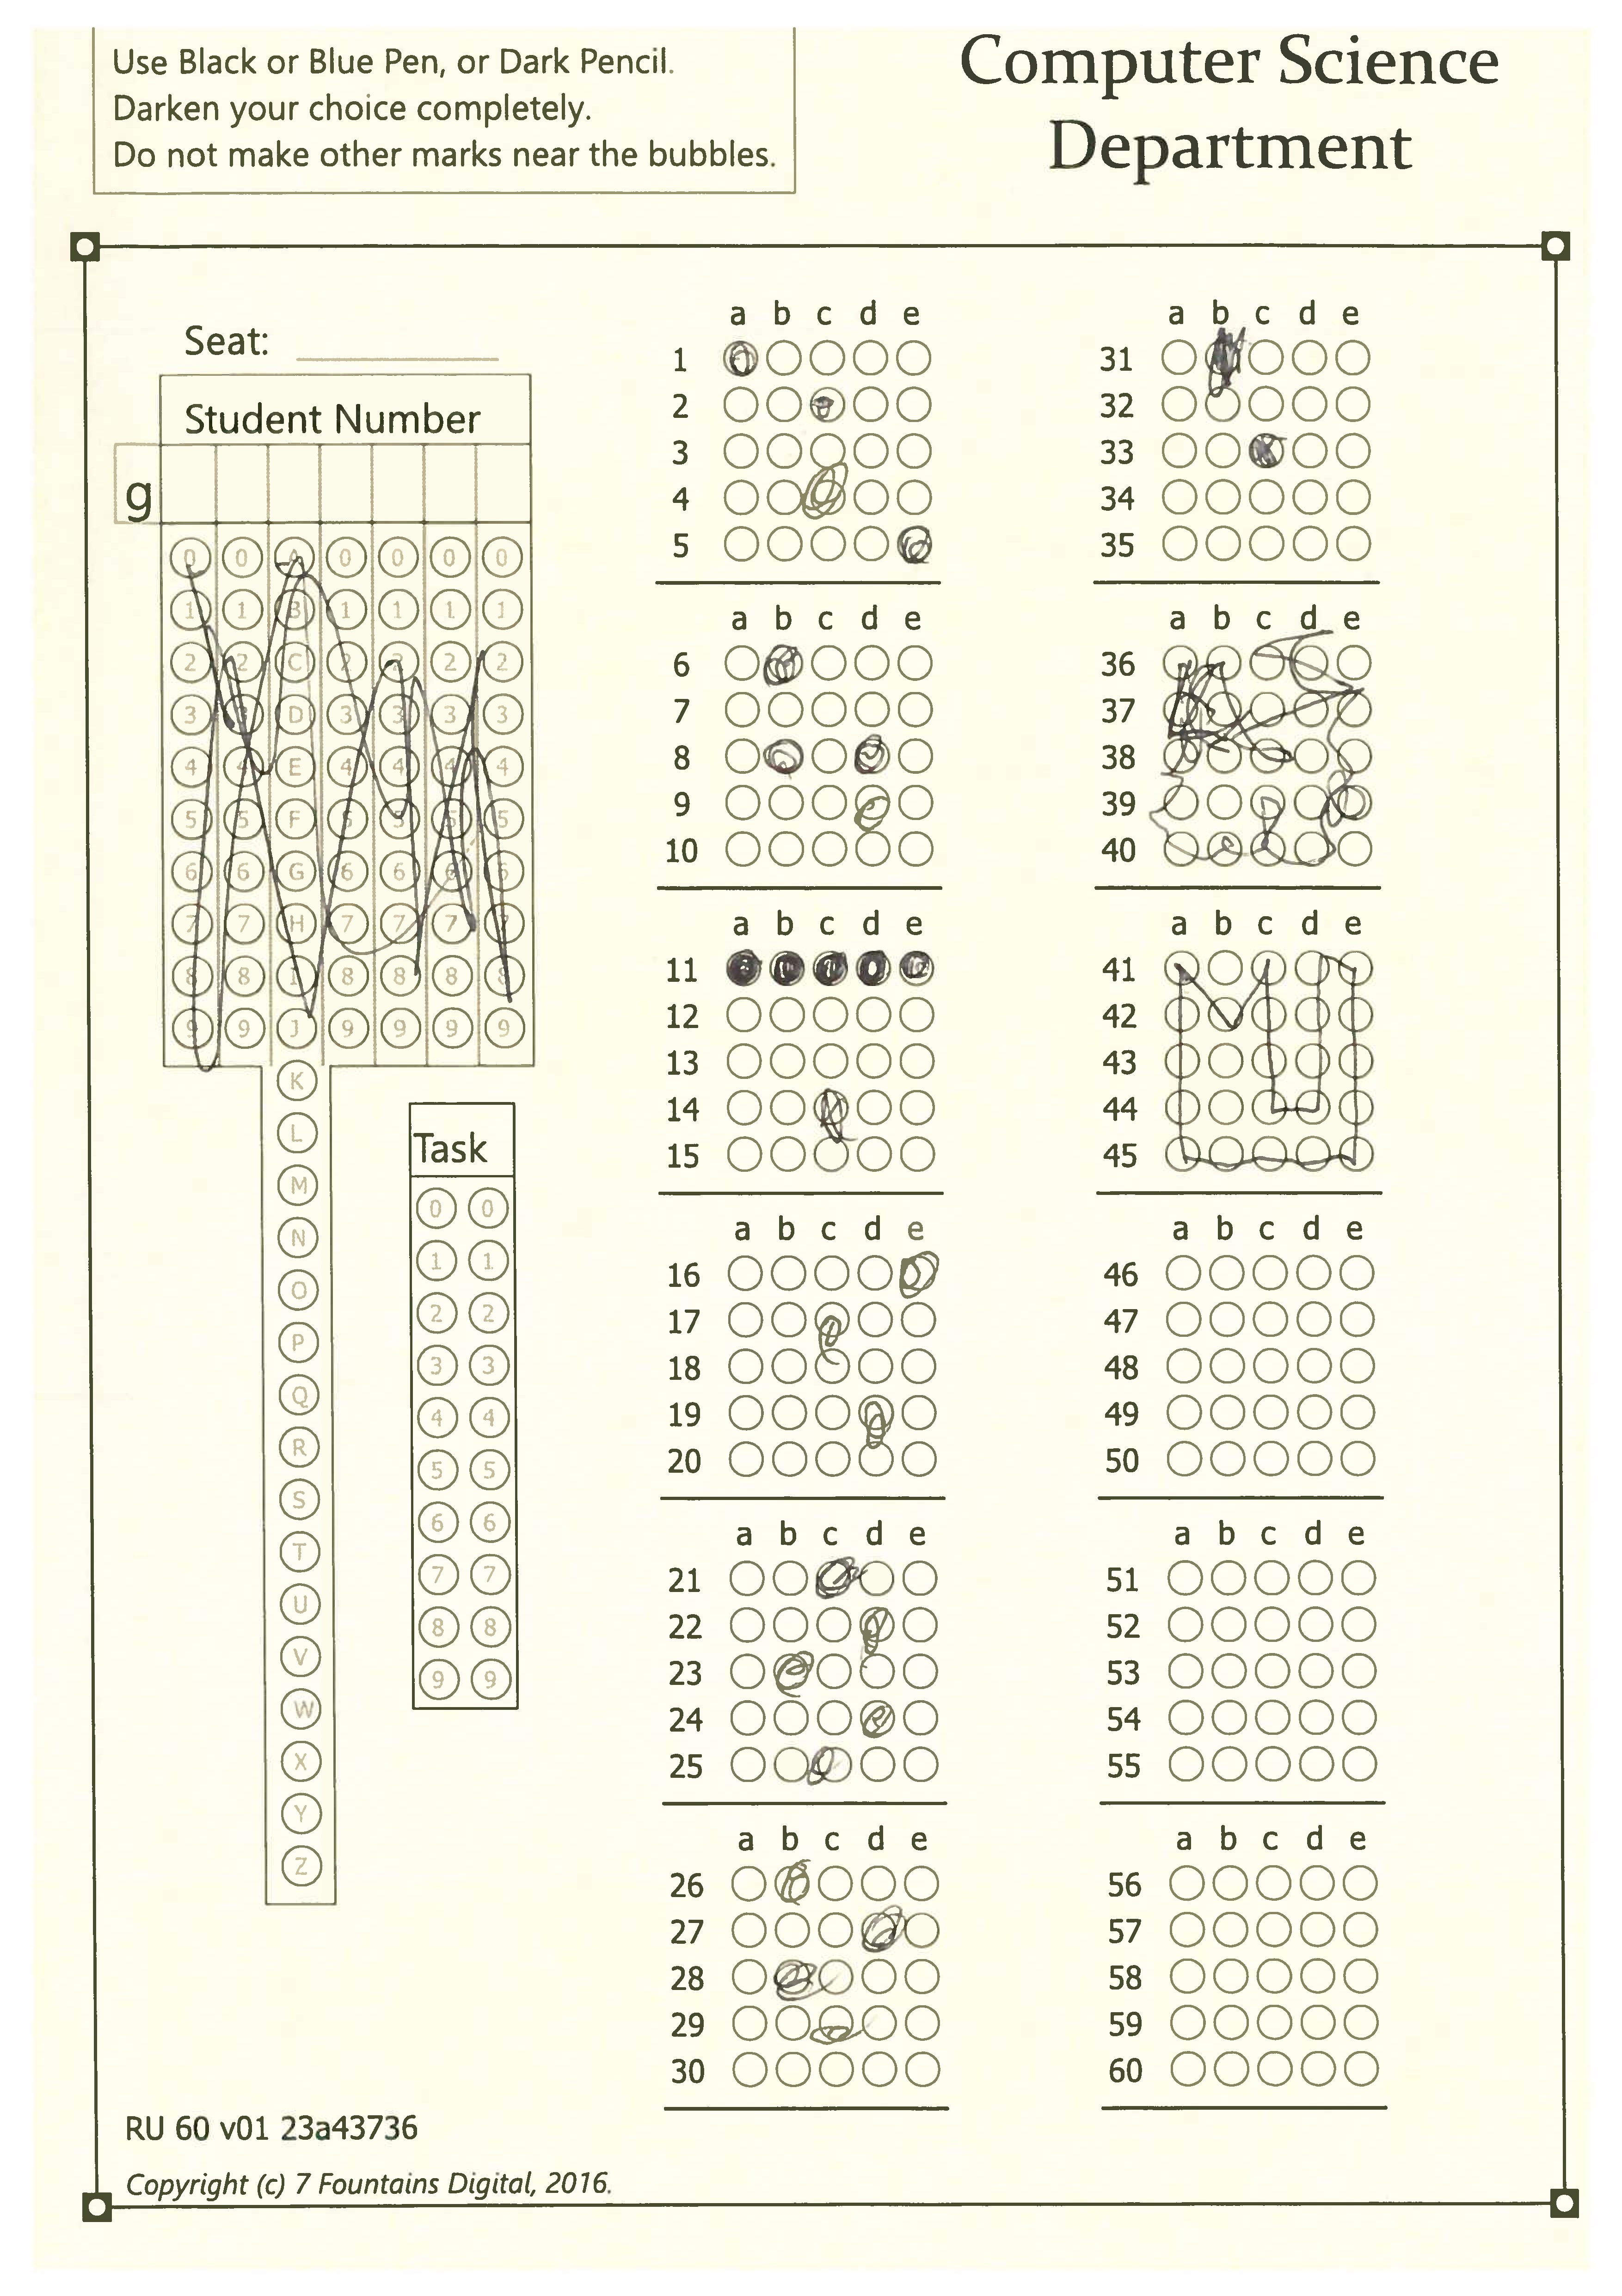 Use Black or Blue Pen, or Dark Pencil.
Darken your choice completely.
Do not make other marks near the bubbles.
Computer Science
Department
Seat:
Student Number
g
0 0 A 0 0 0 0
1 1 B 1 1 1 1
2 2 C 2 2 2 2
3 3 D 3 3 3 3
4 4 E 4 4 4 4
5 5 F 5 5 5 5
6 6 G 6 6 6 6
7 7 H 7 7 7 7
8 8 I 8 8 8 8
9 9 J 9 9 9 9
K
L
M
N
O
P
Q
R
S
T
U
V
W
X
Y
Z
Task
0 0
1 1
2 2
3 3
4 4
5 5
6 6
7 7
8 8
9 9
a b c d e
1
2
3
4
5
a b c d e
6
7
8
9
10
a b c d e
11
12
13
14
15
a b c d e
16
17
18
19
20
a b c d e
21
22
23
24
25
a b c d e
26
27
28
29
30
a b c d e
31
32
33
34
35
a b c d e
36
37
38
39
40
a b c d e
41
42
43
44
45
a b c d e
46
47
48
49
50
a b c d e
51
52
53
54
55
a b c d e
56
57
58
59
60
RU 60 v01 23a43736
Copyright (c) 7 Fountains Digital, 2016.